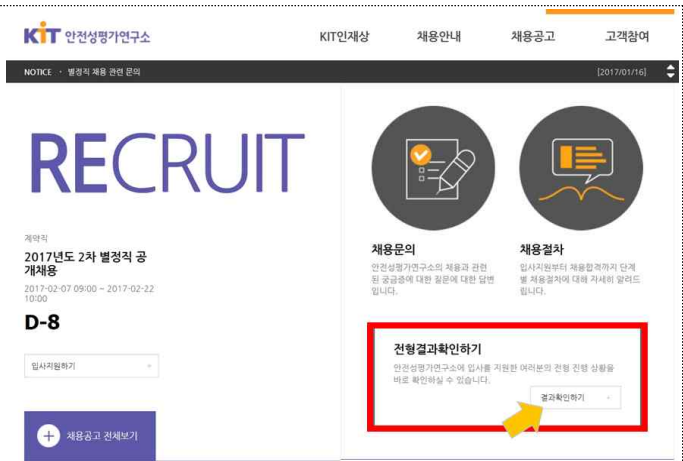 KIT 안전성평가연구소
KIT인재상 채용안내 채용공고 고객참여
NOTICE · 별정직 채용 관련 문의 [2017/01/16]
RECRUIT
계약직
2017년도 2차 별정직 공
개채용
2017-02-07 09:00 ~ 2017-02-22
10:00
D-8
입사지원하기
채용공고 전체보기
채용문의
안전성평가연구소의 채용과 관련
된 궁금증에 대한 질문에 대한 답변
입니다.
채용절차
입사지원부터 채용합격까지 단계
별 채용절차에 대해 자세히 알려드
립니다.
전형결과확인하기
안전성평가연구소에 입사를 지원한 여러분의 전형 진행 상황을
바로 확인하실 수 있습니다.
결과확인하기